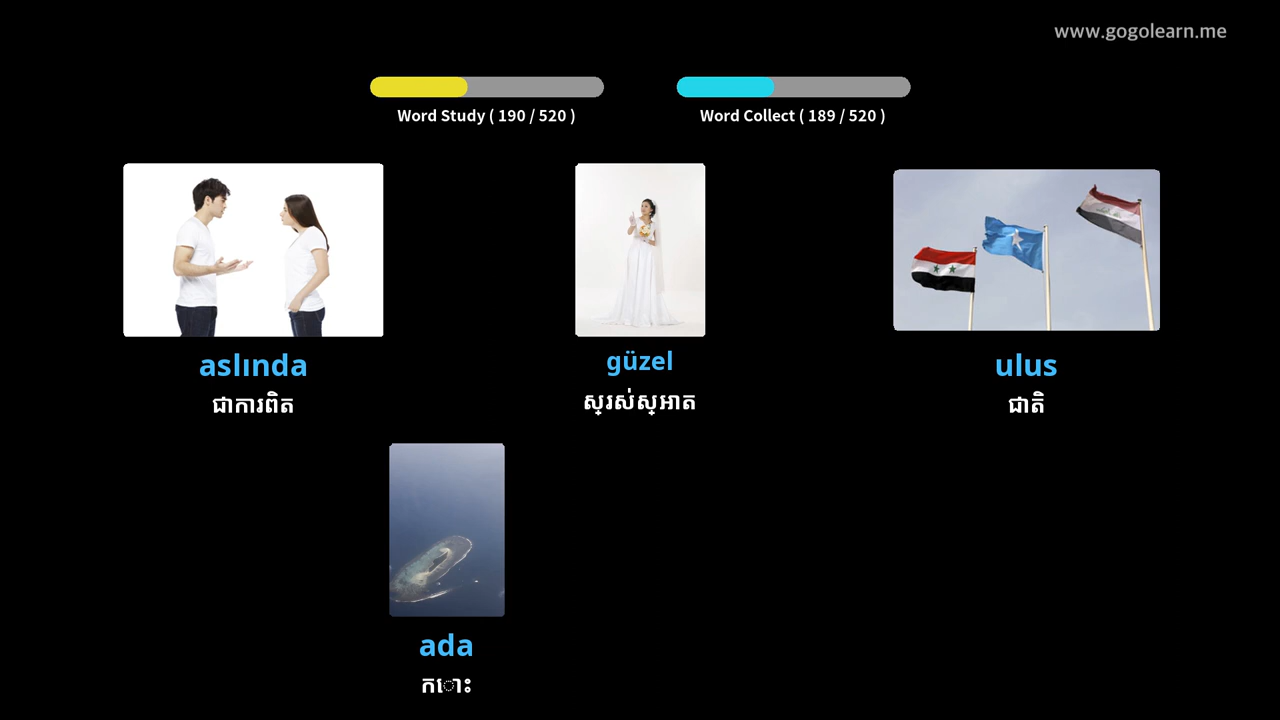 www.gogolearn.me
Word Study ( 190 / 520 )
Word Collect ( 189 / 520 )
aslında
ជាការពិត
güzel
ស្រស់ស្អាត
ulus
ជាតិ
ada
កោះ